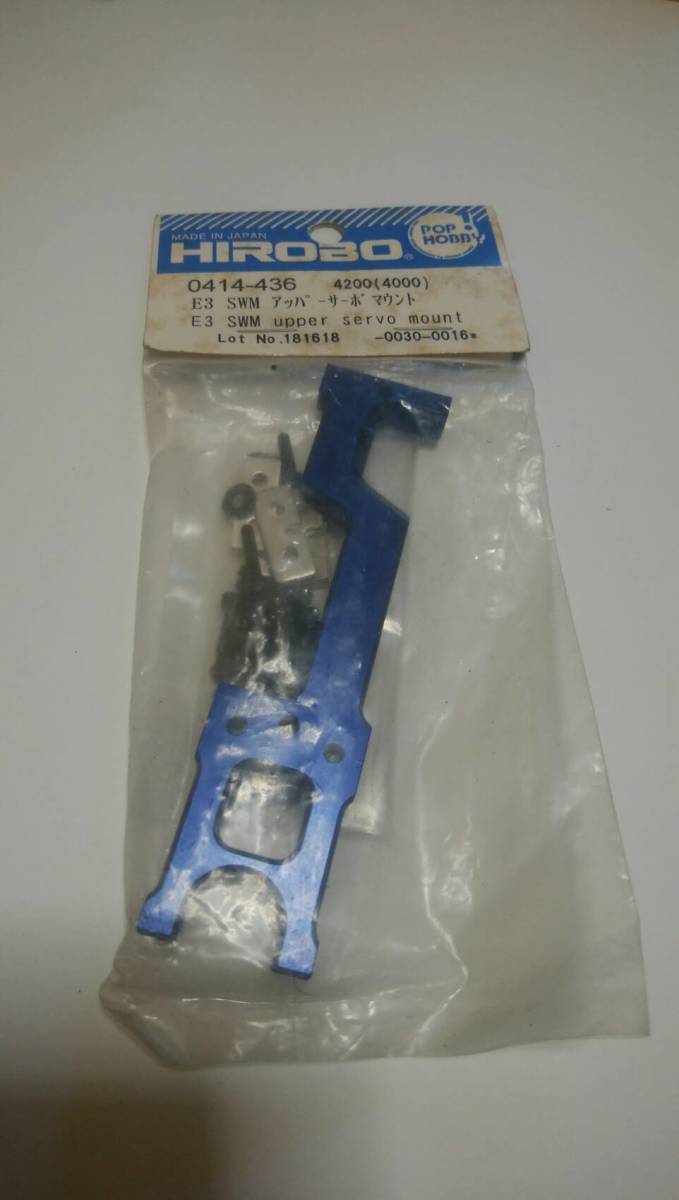 MADE IN JAPAN
HIROBO®
POP!
HOBBY
0414-436 4200(4000)
E3 SWM アッパーサーボマウント
E3 SWM upper servo mount
Lot No.181618 -0030-0016*